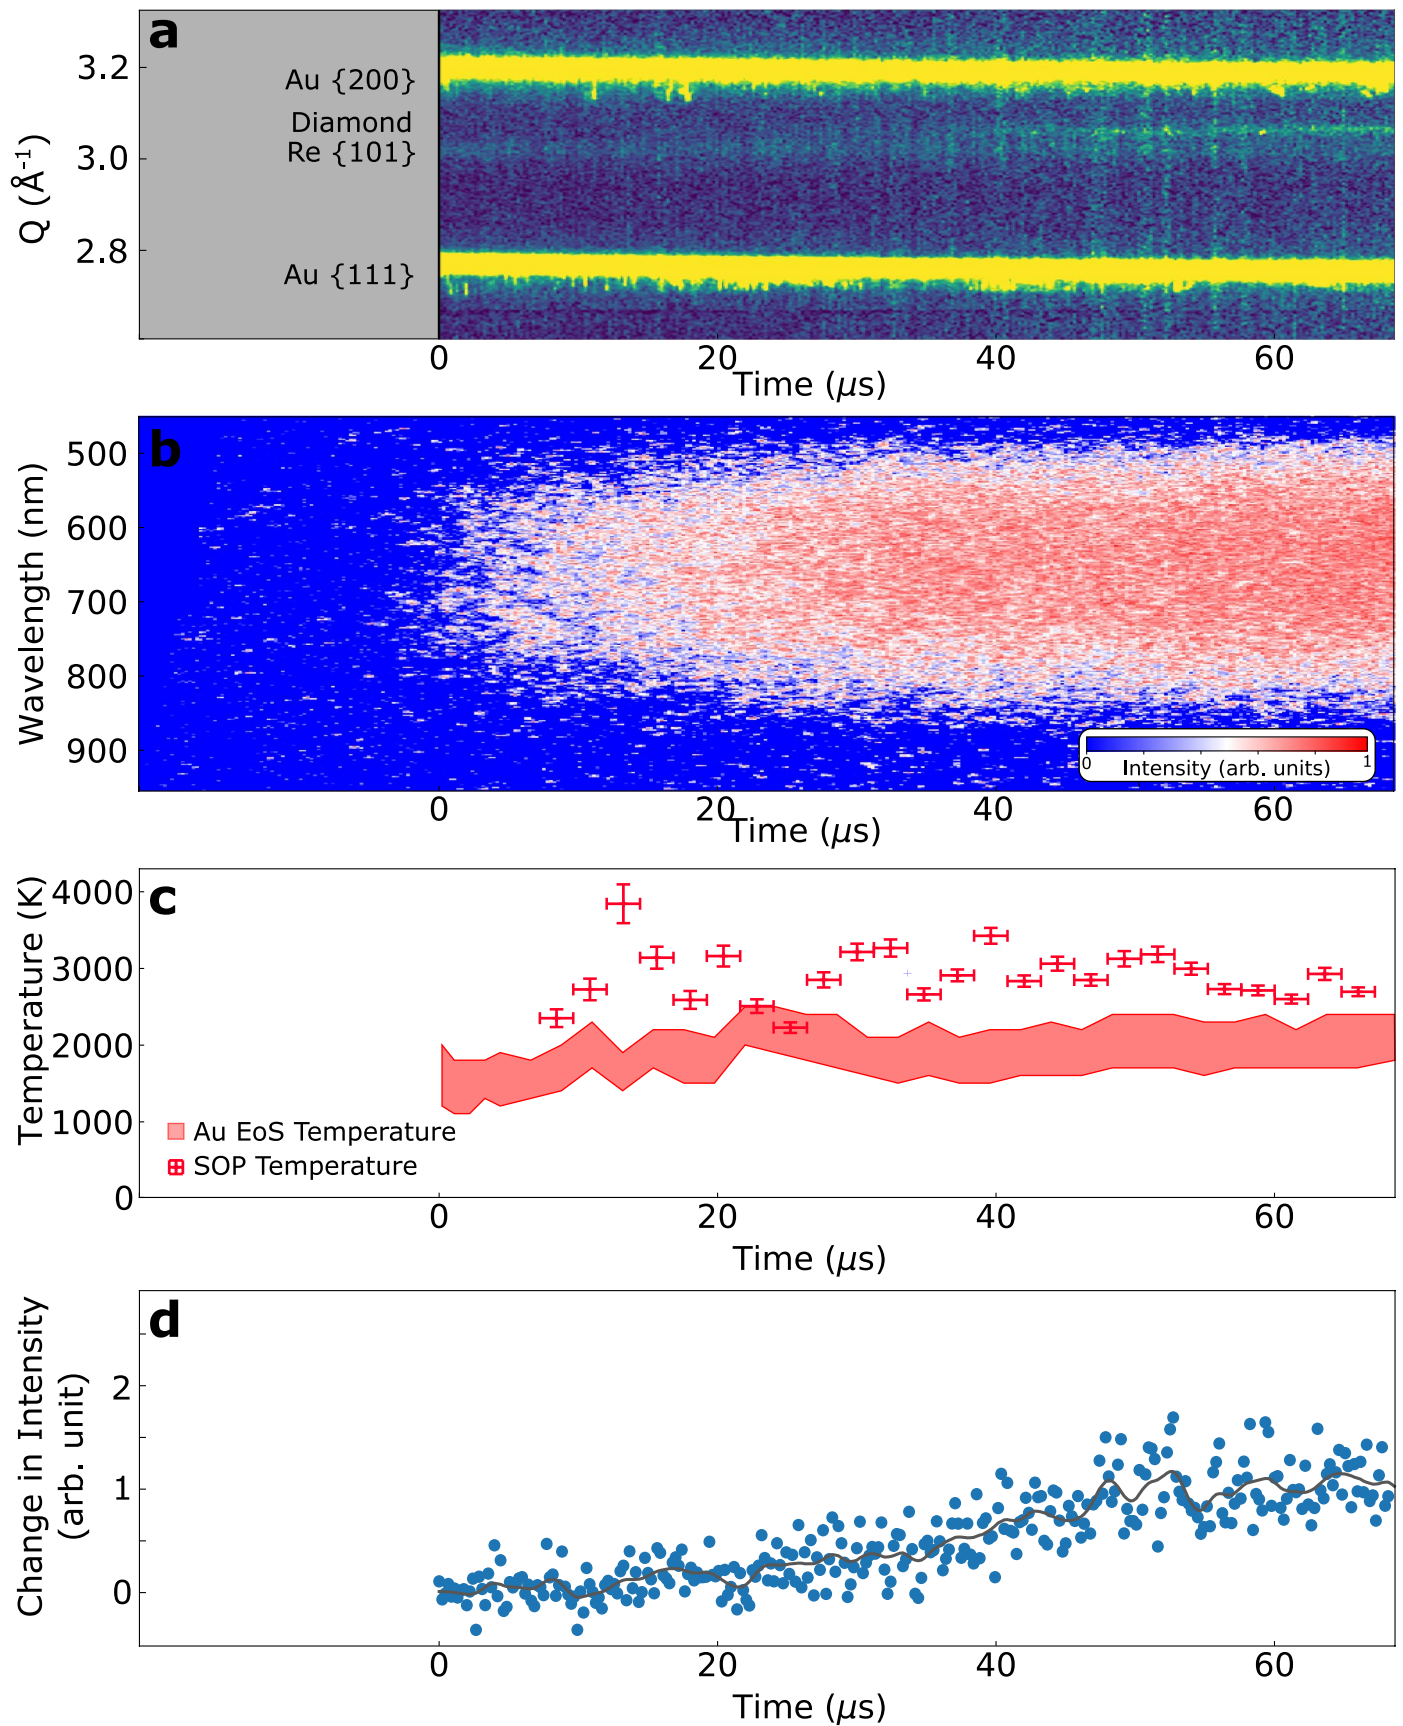 a
3.2
3.0
2.8
Q (Å⁻¹)
Au {200}
Diamond
Re {101}
Au {111}
0 20 40 60
Time (μs)
b
500
600
700
800
900
Wavelength (nm)
0 1
Intensity (arb. units)
0 20 40 60
Time (μs)
c
4000
3000
2000
1000
0
Temperature (K)
Au EoS Temperature
SOP Temperature
0 20 40 60
Time (μs)
d
2
1
0
Change in Intensity
(arb. unit)
0 20 40 60
Time (μs)